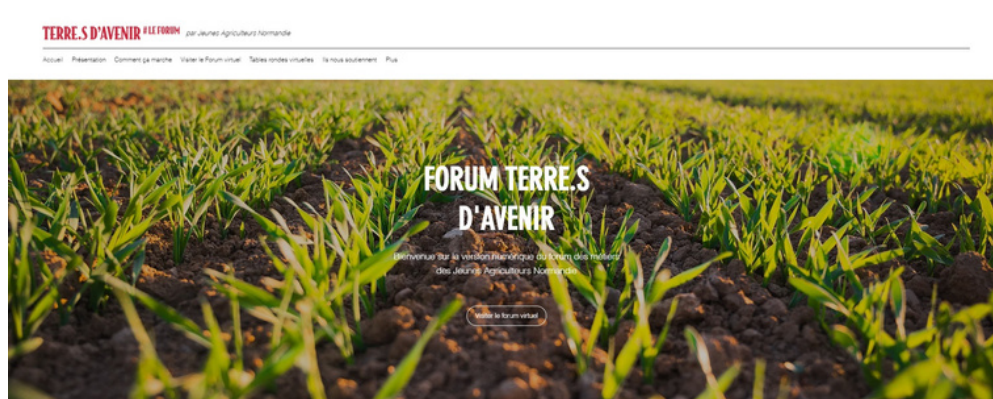 TERRE.S D'AVENIR #LE FORUM par Jeunes Agriculteurs Normandie
Accueil Présentation Comment ça marche Visiter le Forum virtuel Tables rondes virtuelles Ils nous soutiennent Plus
FORUM TERRE.S
D'AVENIR
Bienvenue sur la version numérique du forum des métiers
des Jeunes Agriculteurs Normandie
Visiter le forum virtuel